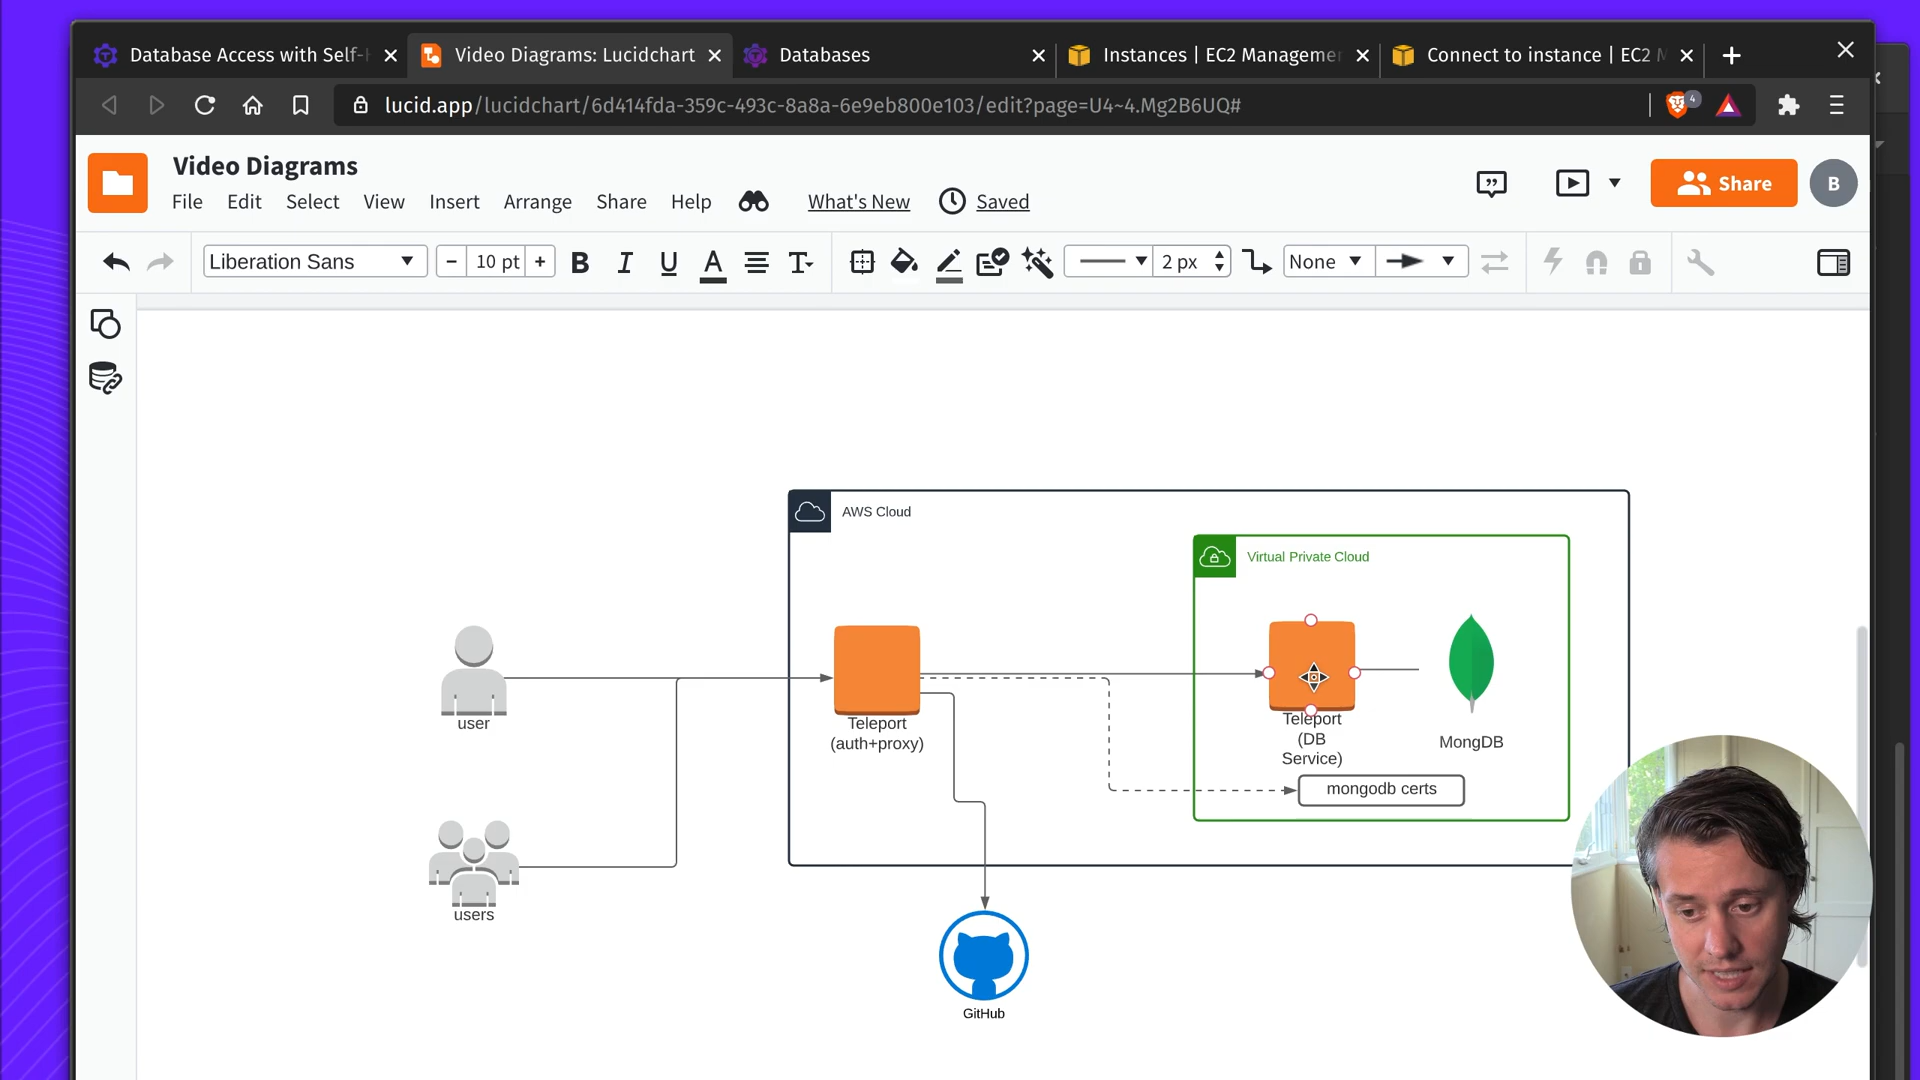 Database Access with Self-H
Video Diagrams: Lucidchart
Databases
Instances | EC2 Manageme
Connect to instance | EC2 M
lucid.app/lucidchart/6d414fda-359c-493c-8a8a-6e9eb800e103/edit?page=U4~4.Mg2B6UQ#
4
Video Diagrams
File Edit Select View Insert Arrange Share Help What's New Saved
Share
B
Liberation Sans
10 pt
B I U A T
2 px
None
AWS Cloud
Virtual Private Cloud
user
Teleport
(auth+proxy)
Teleport
(DB
Service)
MongDB
mongodb certs
users
GitHub